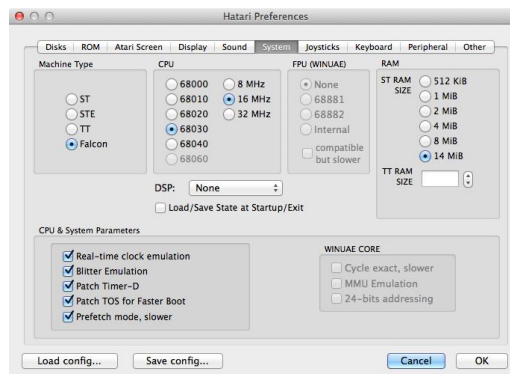 Hatari Preferences
Disks ROM Atari Screen Display Sound System Joysticks Keyboard Peripheral Other
Machine Type
ST
STE
TT
Falcon
CPU
68000
68010
68020
68030
68040
68060
8 MHz
16 MHz
32 MHz
FPU (WINUAE)
None
68881
68882
Internal
compatible
but slower
RAM
ST RAM
SIZE
512 KiB
1 MiB
2 MiB
4 MiB
8 MiB
14 MiB
TT RAM
SIZE
DSP: None
Load/Save State at Startup/Exit
CPU & System Parameters
Real-time clock emulation
Blitter Emulation
Patch Timer-D
Patch TOS for Faster Boot
Prefetch mode, slower
WINUAE CORE
Cycle exact, slower
MMU Emulation
24-bits addressing
Load config... Save config... Cancel OK